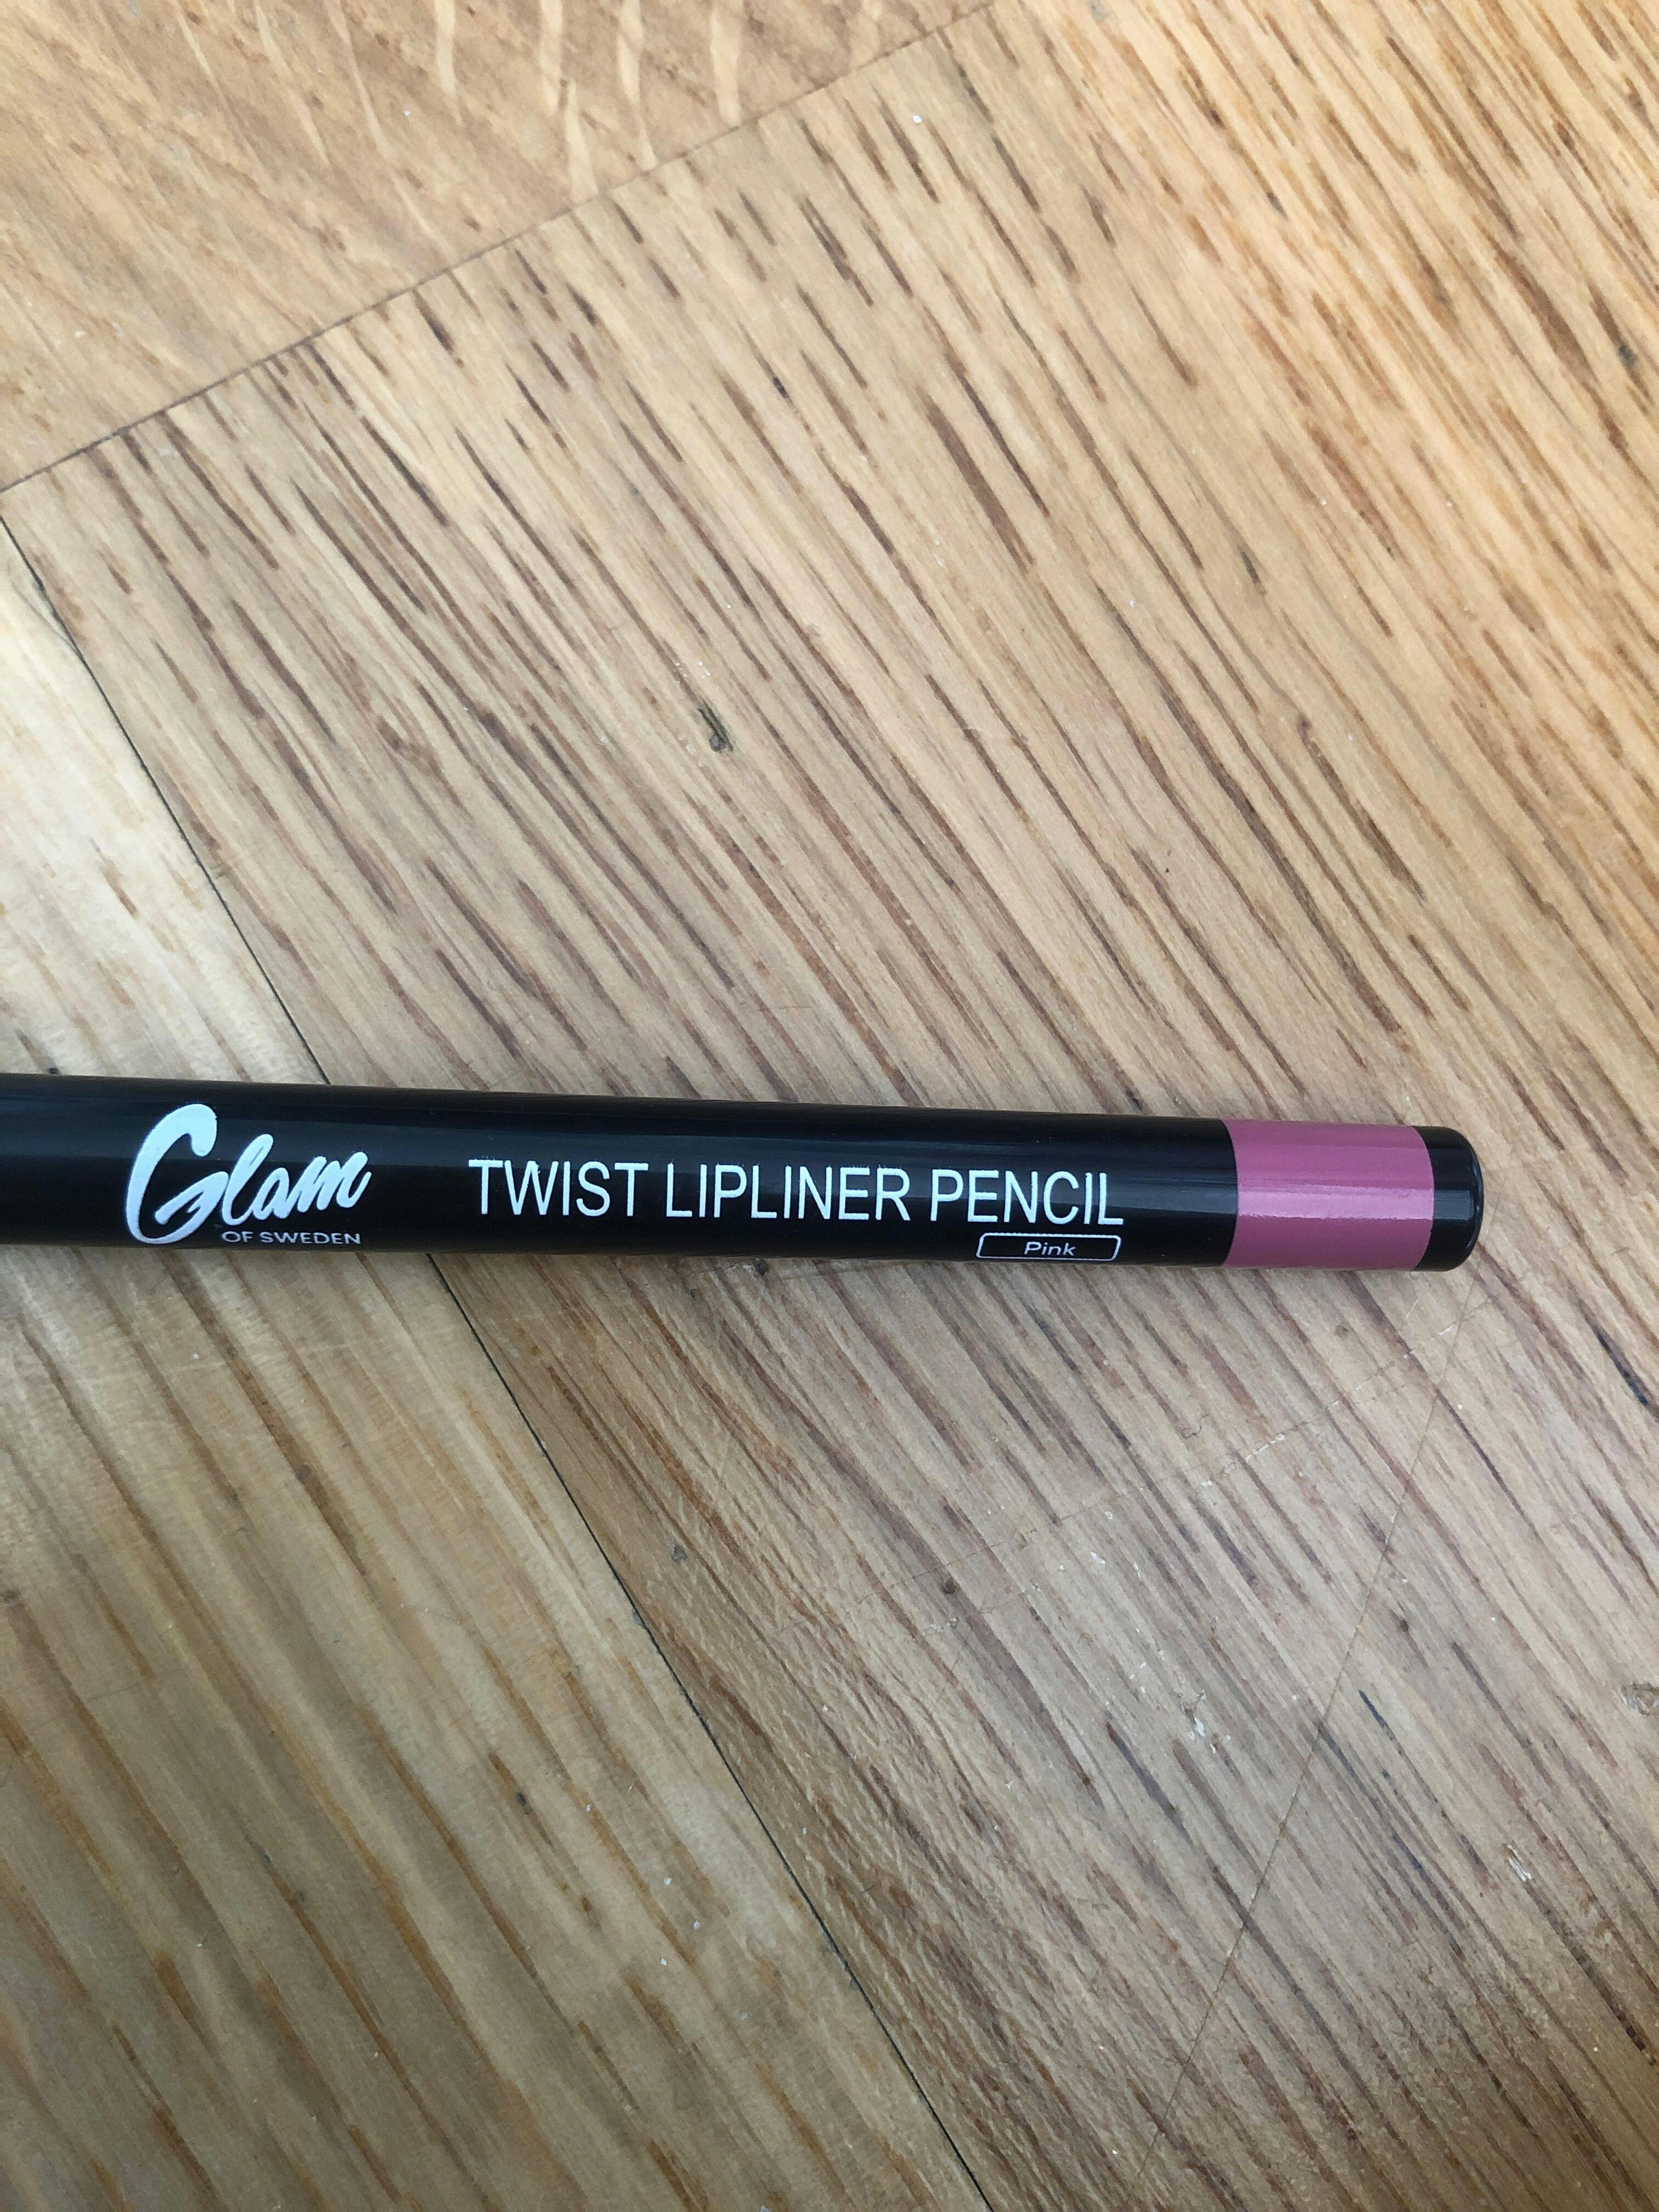 Glam
OF SWEDEN
TWIST LIPLINER PENCIL
Pink